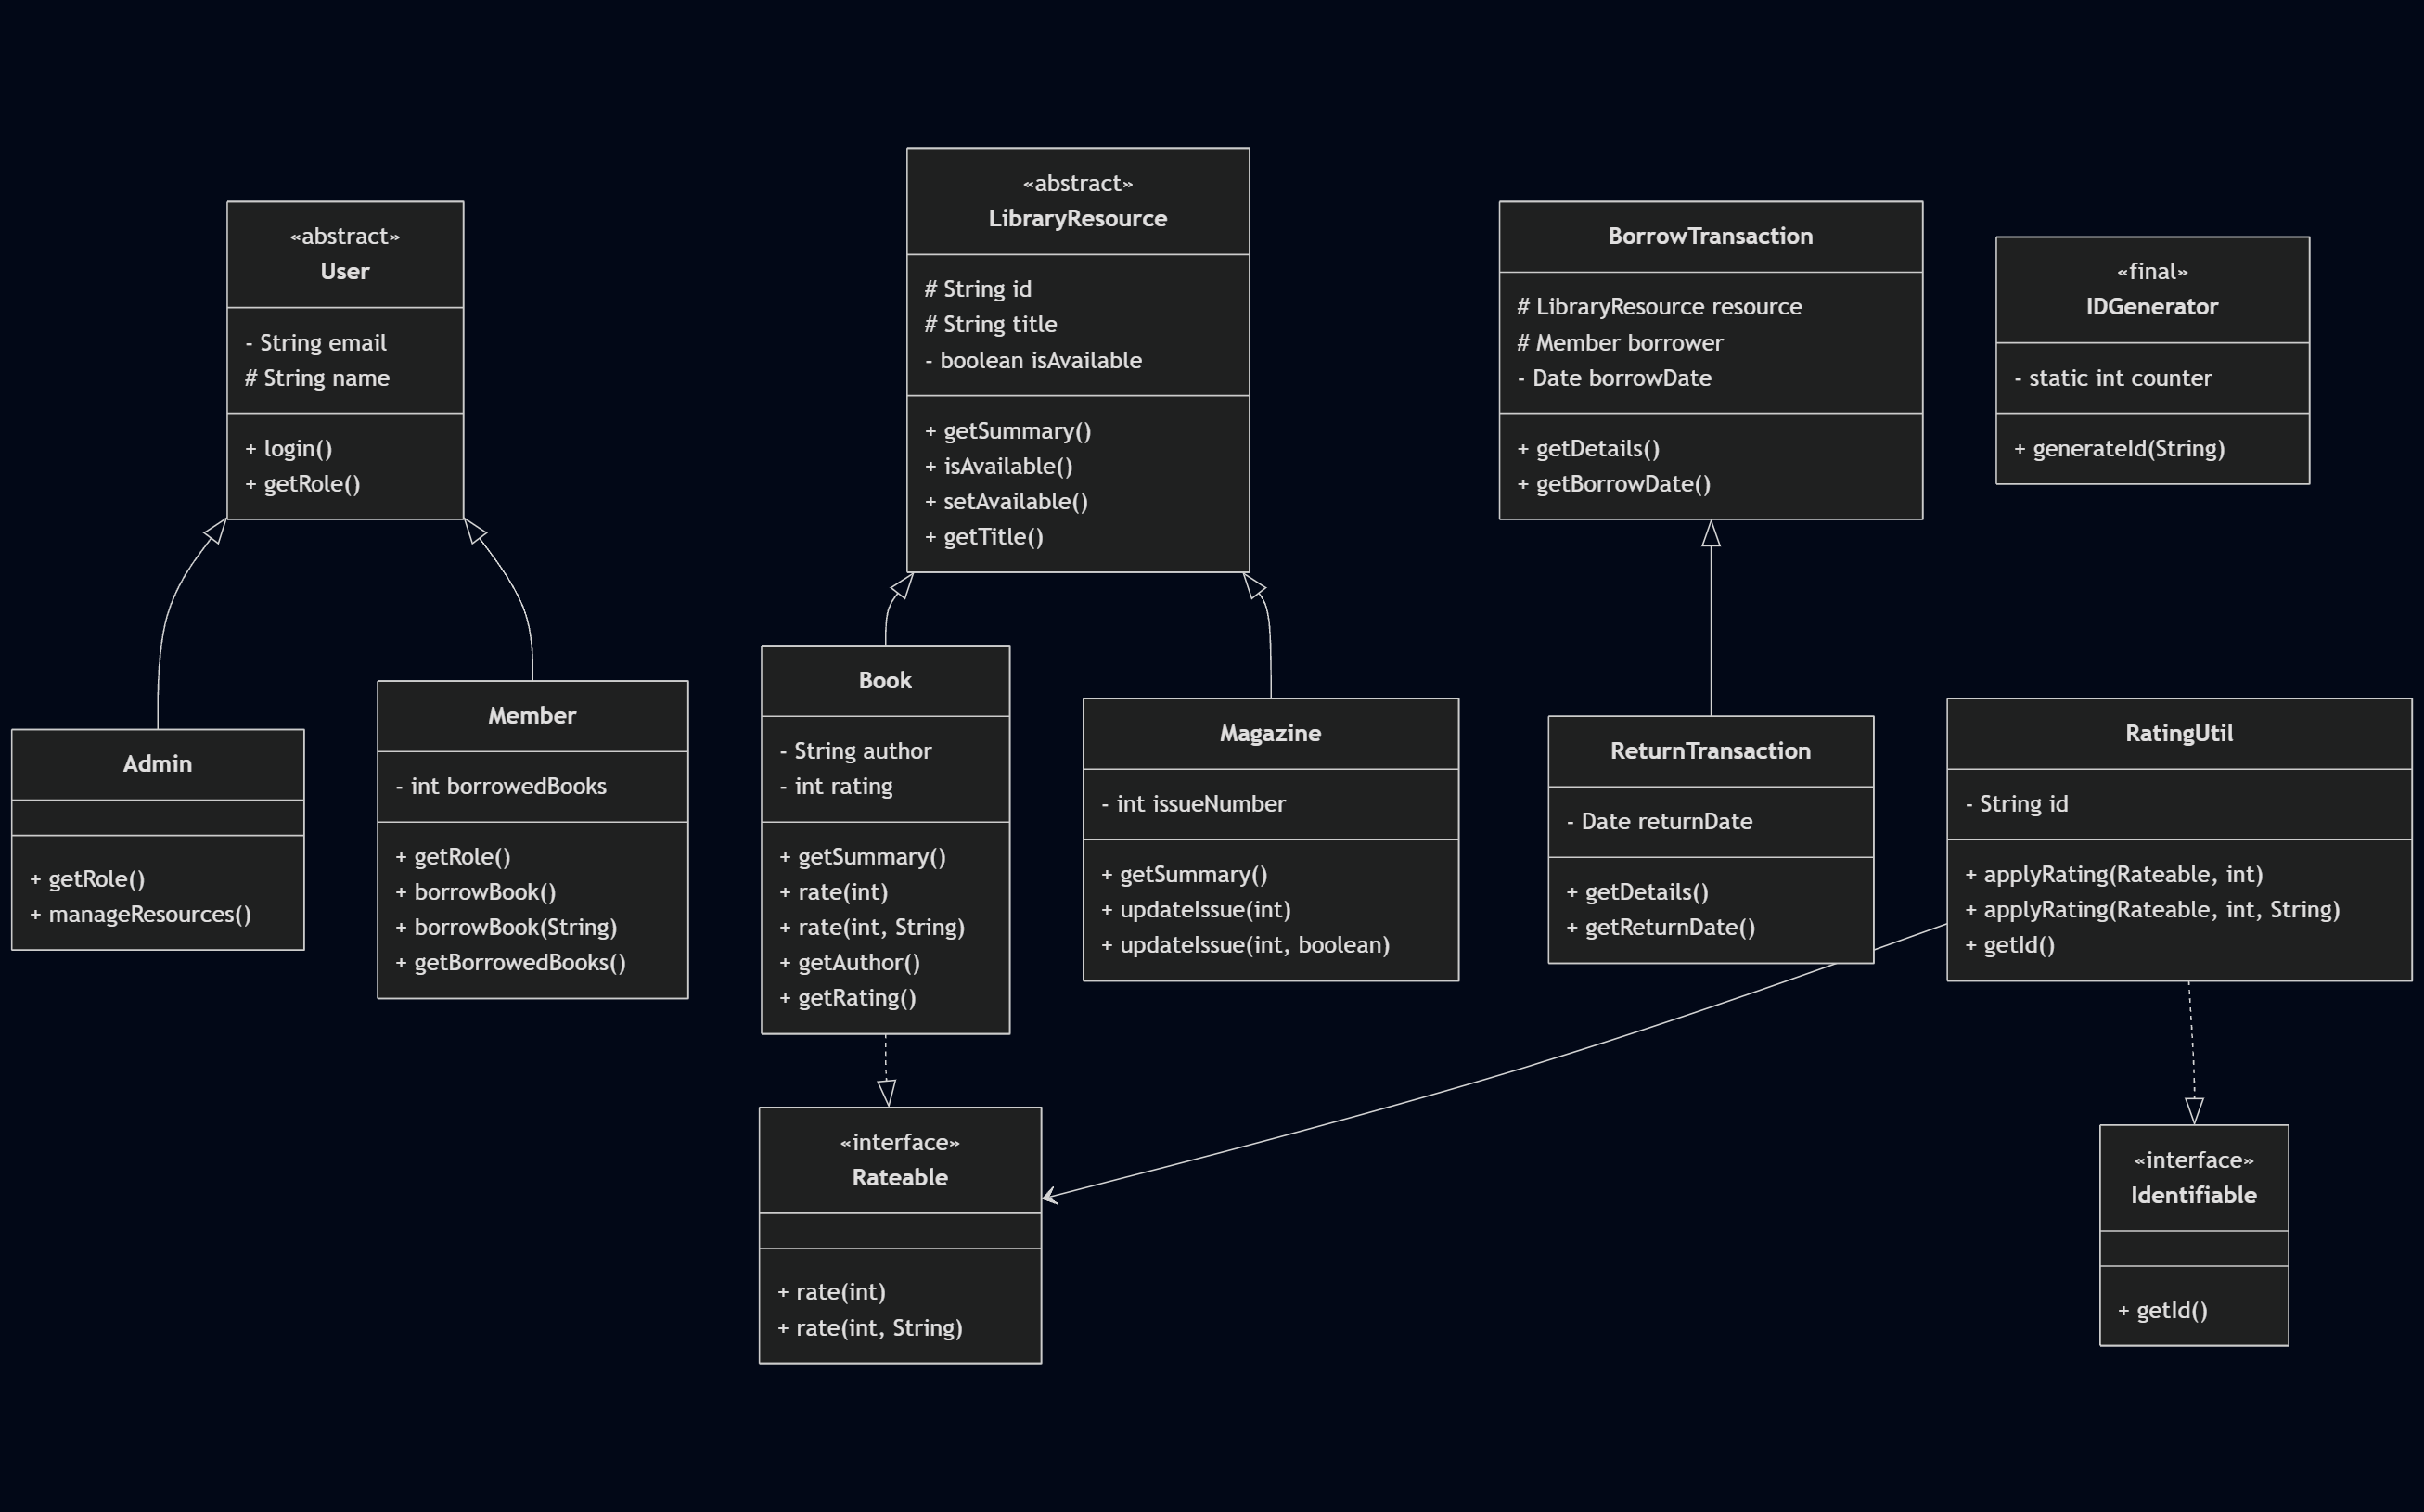 «abstract»
User
- String email
# String name
+ login()
+ getRole()
«abstract»
LibraryResource
# String id
# String title
- boolean isAvailable
+ getSummary()
+ isAvailable()
+ setAvailable()
+ getTitle()
BorrowTransaction
# LibraryResource resource
# Member borrower
- Date borrowDate
+ getDetails()
+ getBorrowDate()
«final»
IDGenerator
- static int counter
+ generateId(String)
Admin
+ getRole()
+ manageResources()
Member
- int borrowedBooks
+ getRole()
+ borrowBook()
+ borrowBook(String)
+ getBorrowedBooks()
Book
- String author
- int rating
+ getSummary()
+ rate(int)
+ rate(int, String)
+ getAuthor()
+ getRating()
Magazine
- int issueNumber
+ getSummary()
+ updateIssue(int)
+ updateIssue(int, boolean)
ReturnTransaction
- Date returnDate
+ getDetails()
+ getReturnDate()
RatingUtil
- String id
+ applyRating(Rateable, int)
+ applyRating(Rateable, int, String)
+ getId()
«interface»
Rateable
+ rate(int)
+ rate(int, String)
«interface»
Identifiable
+ getId()